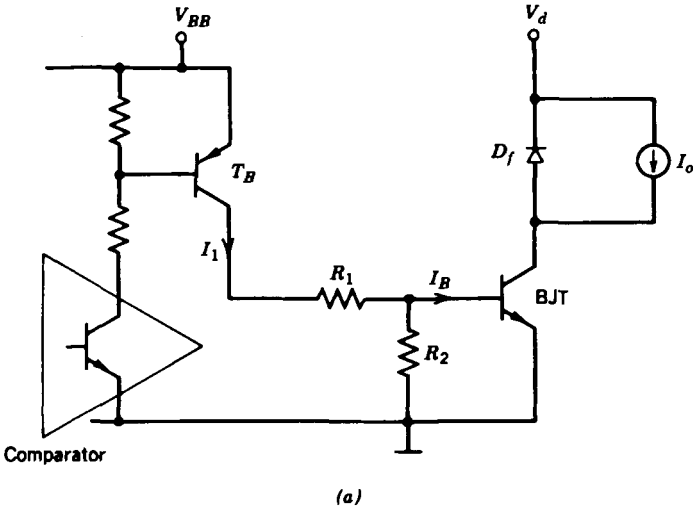 V_BB
V_d
T_B
D_f
I_o
I_1
R_1
I_B
BJT
R_2
Comparator
(a)